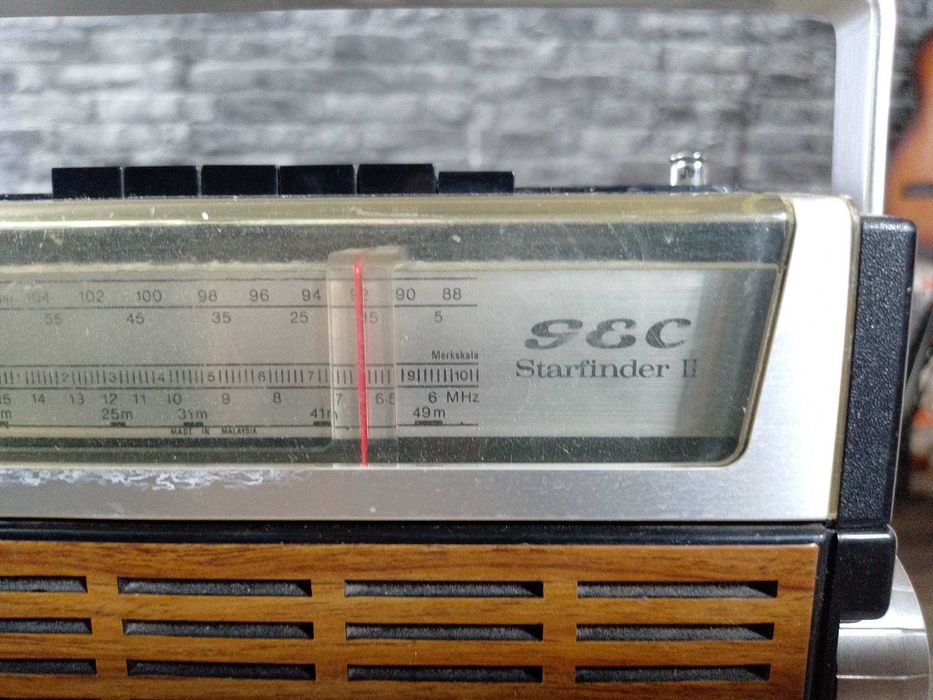 104 102 100 98 96 94 92 90 88
55 45 35 25 15 5
Merkskala
2 3 4 5 6 7 9 10
15 14 13 12 11 10 9 8 7 6·5 6 MHz
25m 31m 41m 49m
MADE IN MALAYSIA
GEC
Starfinder II